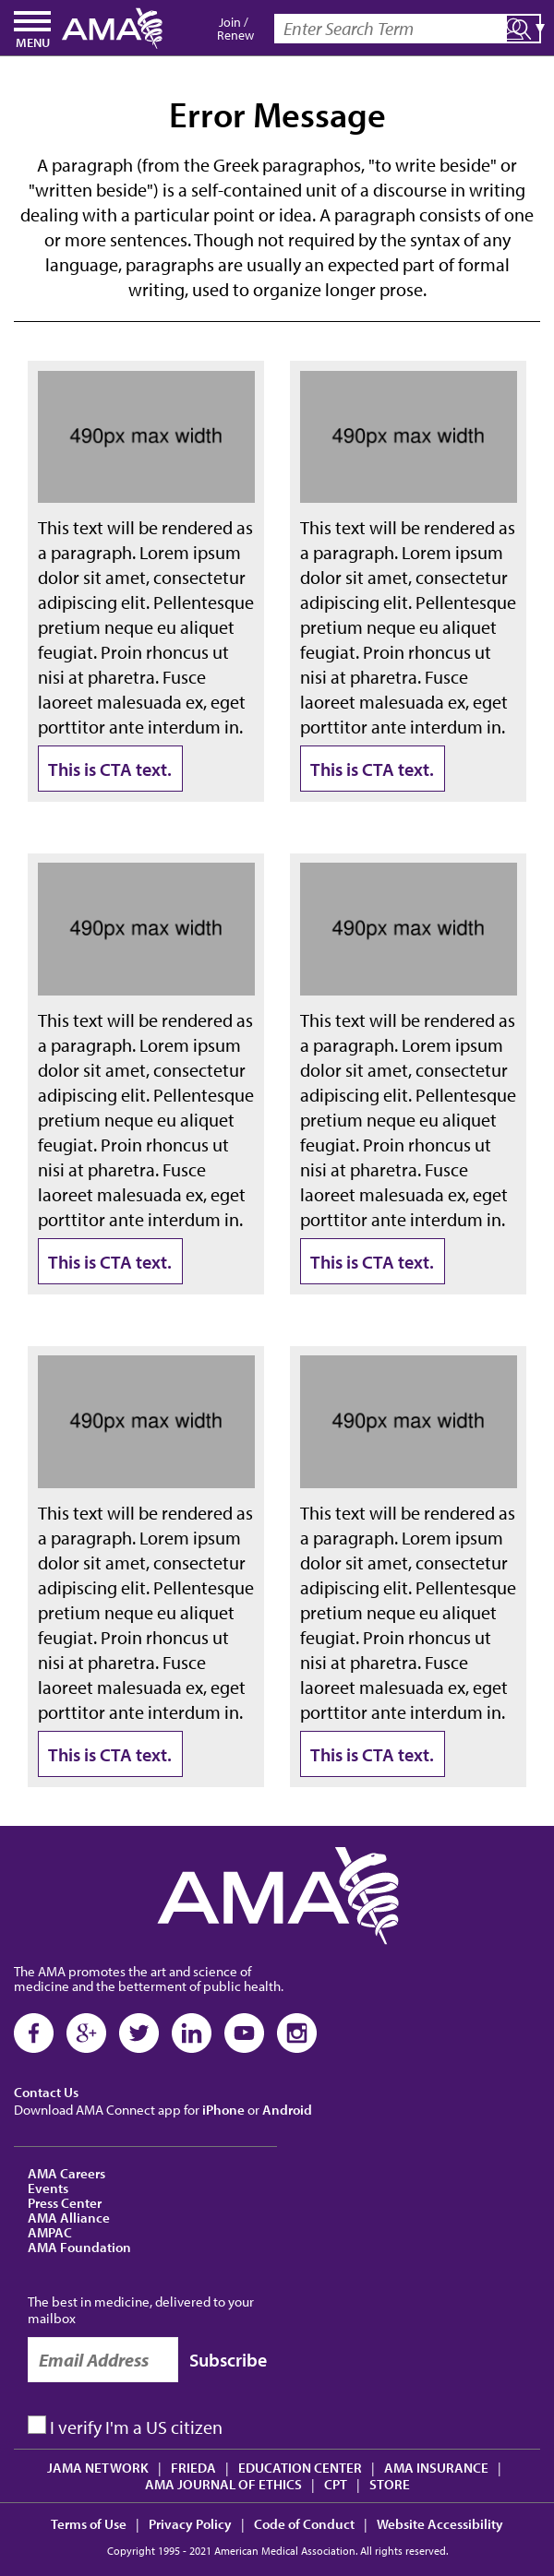 MENU
AMA
Join /
Renew
Enter Search Term
Error Message
A paragraph (from the Greek paragraphos, "to write beside" or
"written beside") is a self-contained unit of a discourse in writing
dealing with a particular point or idea. A paragraph consists of one
or more sentences. Though not required by the syntax of any
language, paragraphs are usually an expected part of formal
writing, used to organize longer prose.
490px max width
This text will be rendered as
a paragraph. Lorem ipsum
dolor sit amet, consectetur
adipiscing elit. Pellentesque
pretium neque eu aliquet
feugiat. Proin rhoncus ut
nisi at pharetra. Fusce
laoreet malesuada ex, eget
porttitor ante interdum in.
This is CTA text.
490px max width
This text will be rendered as
a paragraph. Lorem ipsum
dolor sit amet, consectetur
adipiscing elit. Pellentesque
pretium neque eu aliquet
feugiat. Proin rhoncus ut
nisi at pharetra. Fusce
laoreet malesuada ex, eget
porttitor ante interdum in.
This is CTA text.
490px max width
This text will be rendered as
a paragraph. Lorem ipsum
dolor sit amet, consectetur
adipiscing elit. Pellentesque
pretium neque eu aliquet
feugiat. Proin rhoncus ut
nisi at pharetra. Fusce
laoreet malesuada ex, eget
porttitor ante interdum in.
This is CTA text.
490px max width
This text will be rendered as
a paragraph. Lorem ipsum
dolor sit amet, consectetur
adipiscing elit. Pellentesque
pretium neque eu aliquet
feugiat. Proin rhoncus ut
nisi at pharetra. Fusce
laoreet malesuada ex, eget
porttitor ante interdum in.
This is CTA text.
490px max width
This text will be rendered as
a paragraph. Lorem ipsum
dolor sit amet, consectetur
adipiscing elit. Pellentesque
pretium neque eu aliquet
feugiat. Proin rhoncus ut
nisi at pharetra. Fusce
laoreet malesuada ex, eget
porttitor ante interdum in.
This is CTA text.
490px max width
This text will be rendered as
a paragraph. Lorem ipsum
dolor sit amet, consectetur
adipiscing elit. Pellentesque
pretium neque eu aliquet
feugiat. Proin rhoncus ut
nisi at pharetra. Fusce
laoreet malesuada ex, eget
porttitor ante interdum in.
This is CTA text.
AMA
The AMA promotes the art and science of
medicine and the betterment of public health.
Contact Us
Download AMA Connect app for iPhone or Android
AMA Careers
Events
Press Center
AMA Alliance
AMPAC
AMA Foundation
The best in medicine, delivered to your
mailbox
Email Address
Subscribe
I verify I'm a US citizen
JAMA NETWORK | FRIEDA | EDUCATION CENTER | AMA INSURANCE |
AMA JOURNAL OF ETHICS | CPT | STORE
Terms of Use | Privacy Policy | Code of Conduct | Website Accessibility
Copyright 1995 - 2021 American Medical Association. All rights reserved.